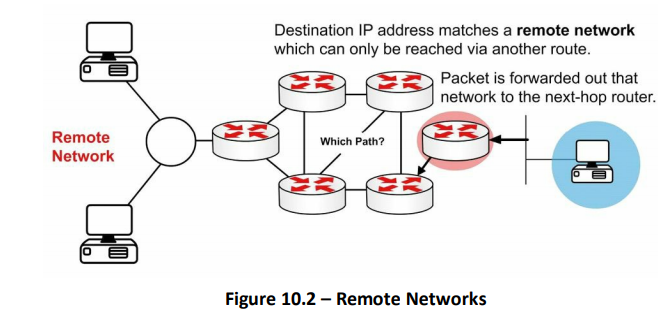 Destination IP address matches a remote network
which can only be reached via another route.
Packet is forwarded out that
network to the next-hop router.
Which Path?
Remote
Network
Figure 10.2 – Remote Networks